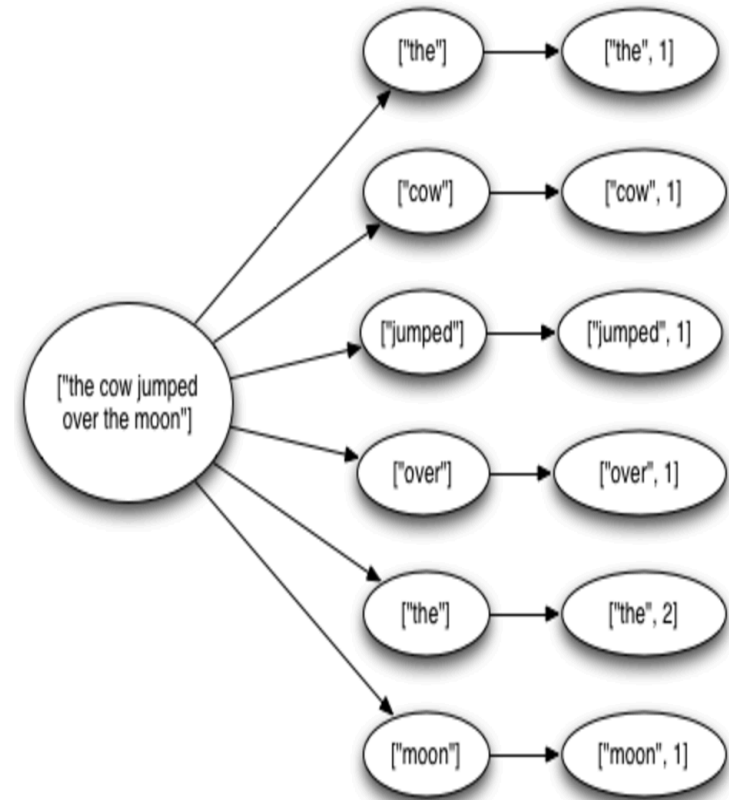 ["the"]
["the", 1]
["cow"]
["cow", 1]
["jumped"]
["jumped", 1]
["the cow jumped
over the moon"]
["over"]
["over", 1]
["the"]
["the", 2]
["moon"]
["moon", 1]